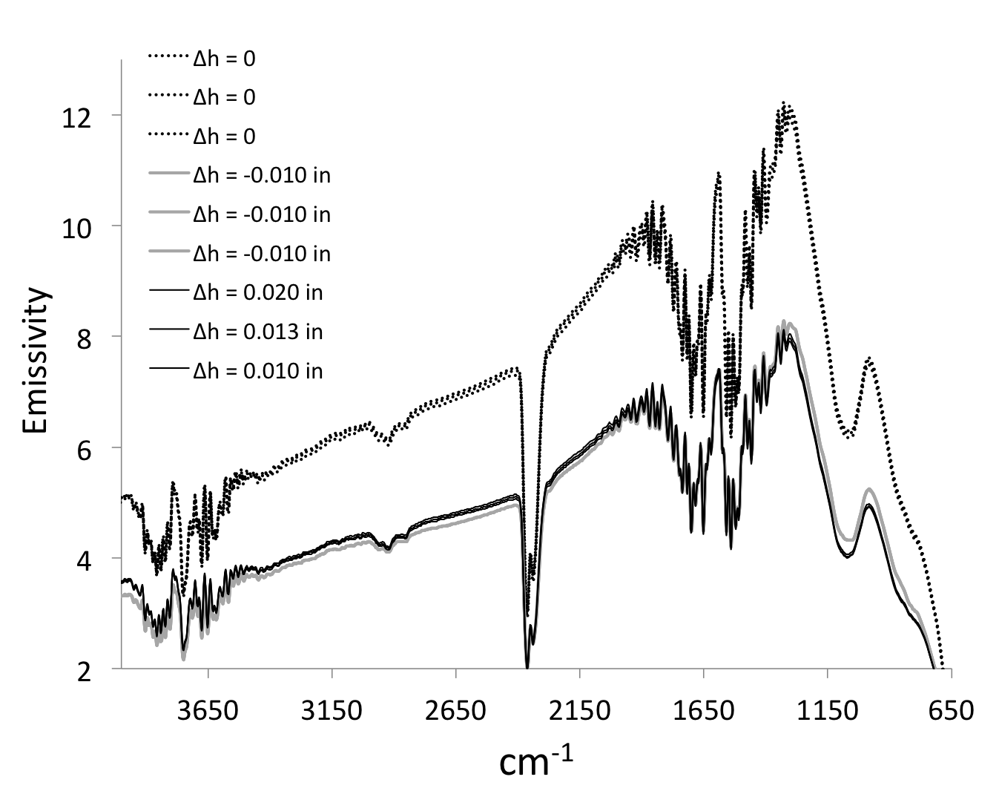 Δh = 0
Δh = 0
Δh = 0
Δh = -0.010 in
Δh = -0.010 in
Δh = -0.010 in
Δh = 0.020 in
Δh = 0.013 in
Δh = 0.010 in
12
10
8
6
4
2
Emissivity
3650 3150 2650 2150 1650 1150 650
cm⁻¹